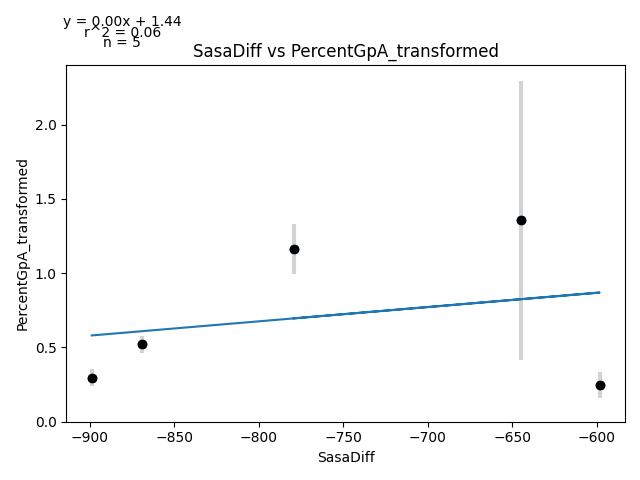 y = 0.00x + 1.44
r^2 = 0.06
n = 5
SasaDiff vs PercentGpA_transformed
PercentGpA_transformed
2.0
1.5
1.0
0.5
0.0
−900
−850
−800
−750
−700
−650
−600
SasaDiff